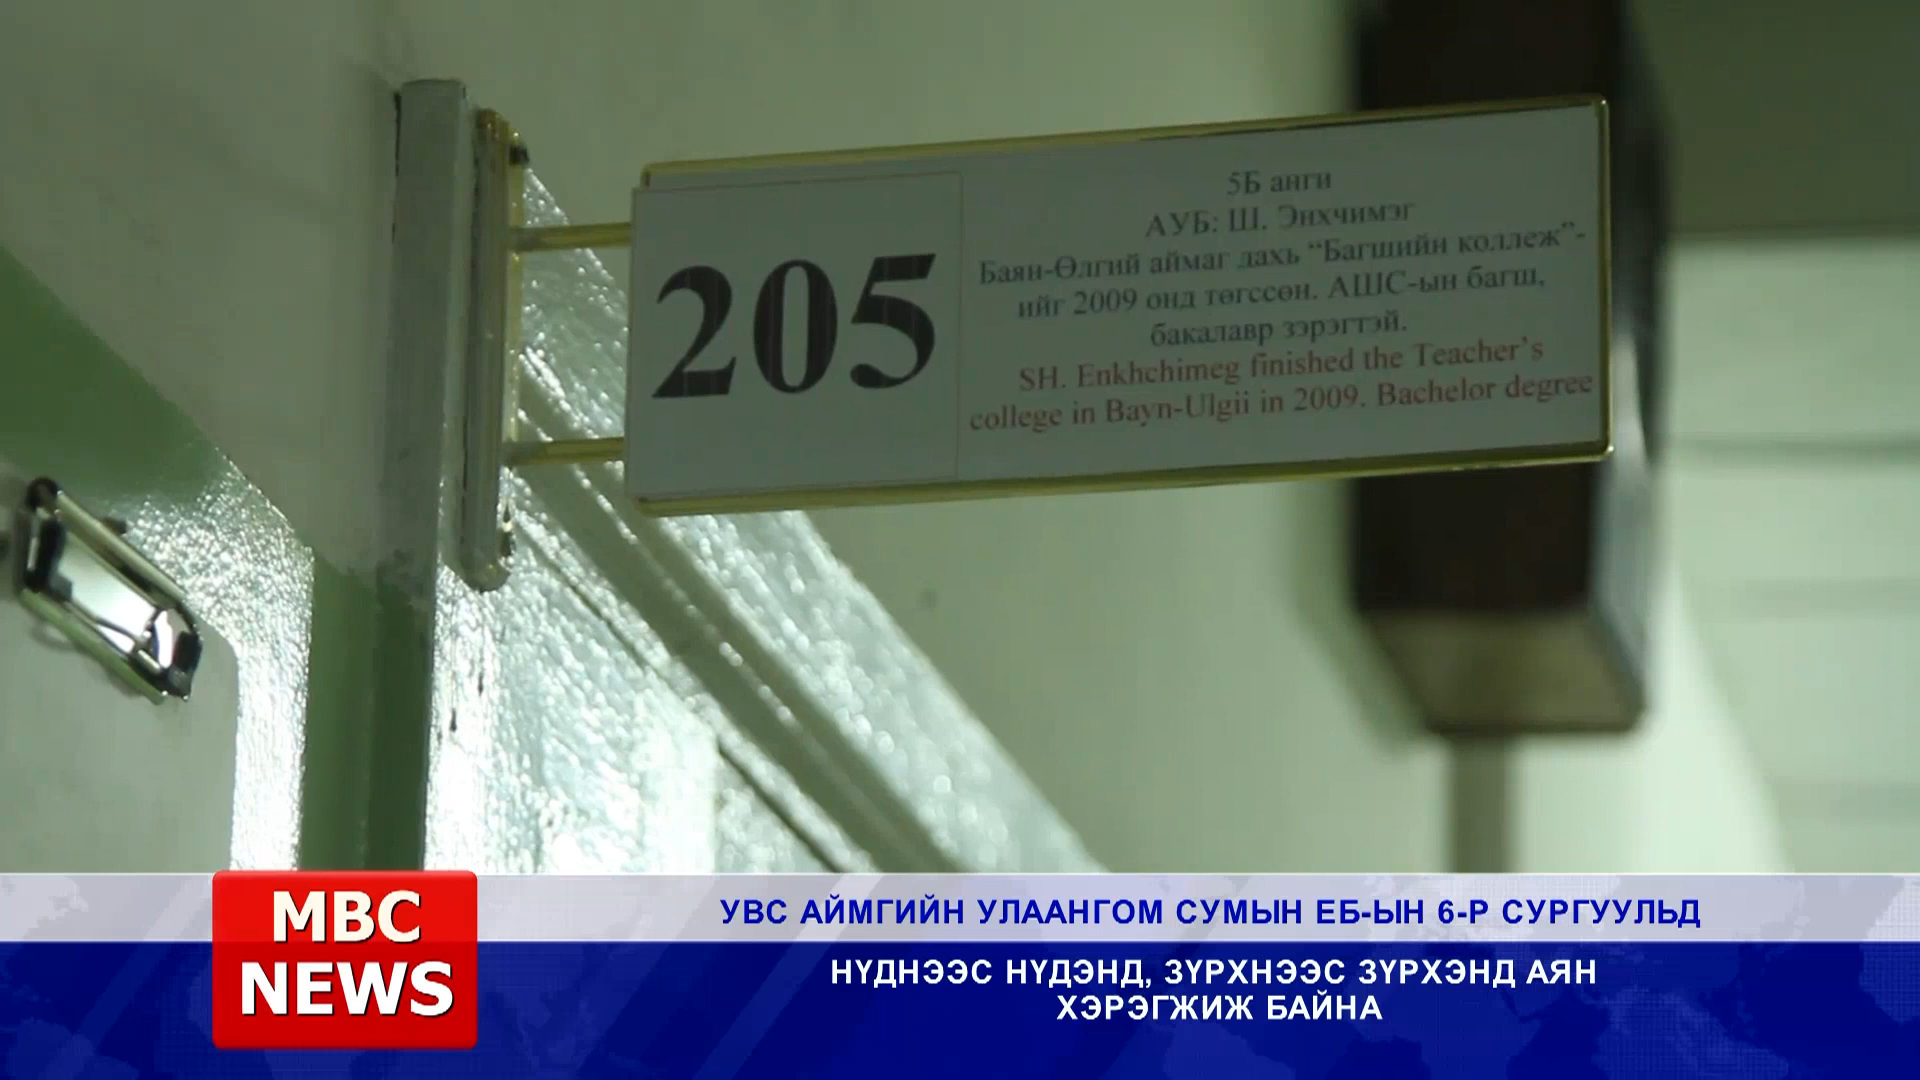 205
5Б анги
АУБ: Ш. Энхчимэг
Баян-Өлгий аймаг дахь “Багшийн коллеж”-
ийг 2009 онд төгссөн. АШС-ын багш,
бакалавр зэрэгтэй.
SH. Enkhchimeg finished the Teacher’s
college in Bayn-Ulgii in 2009. Bachelor degree
MBC
NEWS
УВС АЙМГИЙН УЛААНГОМ СУМЫН ЕБ-ЫН 6-Р СУРГУУЛЬД
НҮДНЭЭС НҮДЭНД, ЗҮРХНЭЭС ЗҮРХЭНД АЯН
ХЭРЭГЖИЖ БАЙНА